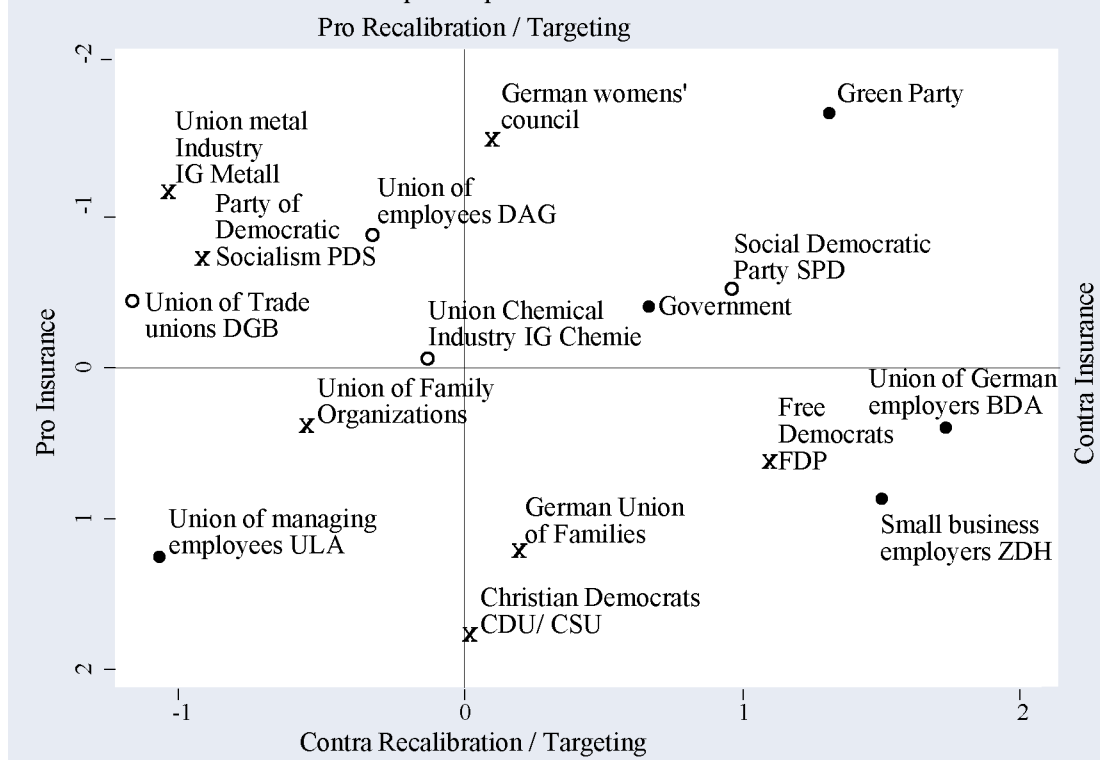 Pro Recalibration / Targeting
-2
German womens'
council
Green Party
Union metal
Industry
IG Metall
Union of
employees DAG
-1
Party of
Democratic
Socialism PDS
Social Democratic
Party SPD
Union of Trade
unions DGB
Union Chemical
Industry IG Chemie
Government
Pro Insurance
Contra Insurance
0
Union of Family
Organizations
Union of German
employers BDA
Free
Democrats
FDP
1
Union of managing
employees ULA
German Union
of Families
Small business
employers ZDH
Christian Democrats
CDU/ CSU
2
-1
0
1
2
Contra Recalibration / Targeting